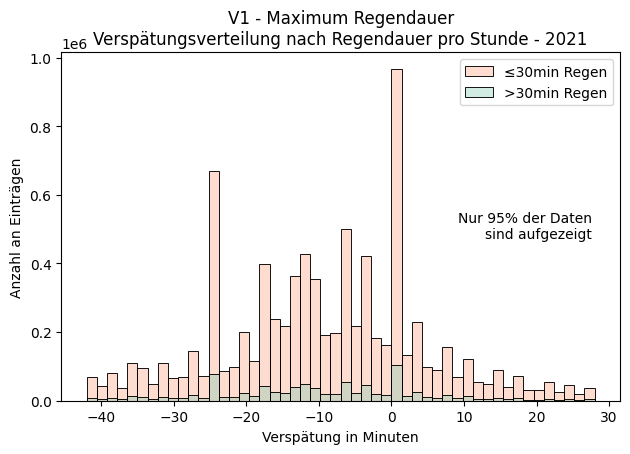 V1 - Maximum Regendauer
Verspätungsverteilung nach Regendauer pro Stunde - 2021
1e6
1.0
0.8
0.6
0.4
0.2
0.0
Anzahl an Einträgen
≤30min Regen
>30min Regen
Nur 95% der Daten
sind aufgezeigt
−40 −30 −20 −10 0 10 20 30
Verspätung in Minuten